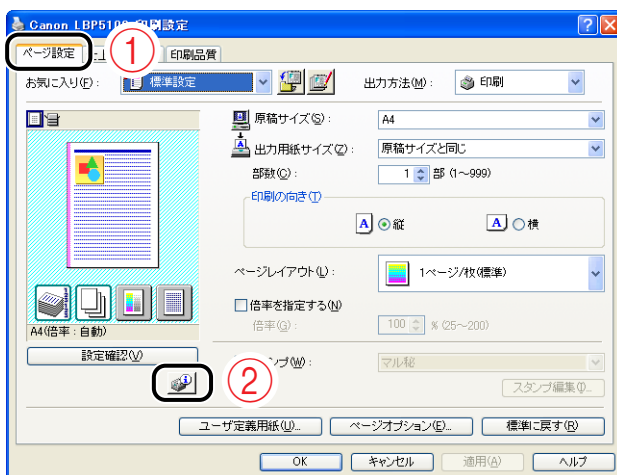 Canon LBP5100 印刷設定
ページ設定
印刷品質
お気に入り(F):
標準設定
出力方法(M):
印刷
原稿サイズ(S):
A4
出力用紙サイズ(Z):
原稿サイズと同じ
部数(C):
1 部 (1～999)
印刷の向き(T)
A 縦
A 横
ページレイアウト(L):
1ページ/枚(標準)
倍率を指定する(N)
倍率(G):
100 % (25～200)
A4(倍率:自動)
設定確認(V)
ンプ(W):
マル秘
スタンプ編集(I)...
ユーザ定義用紙(U)...
ページオプション(E)...
標準に戻す(R)
OK
キャンセル
適用(A)
ヘルプ
1
2